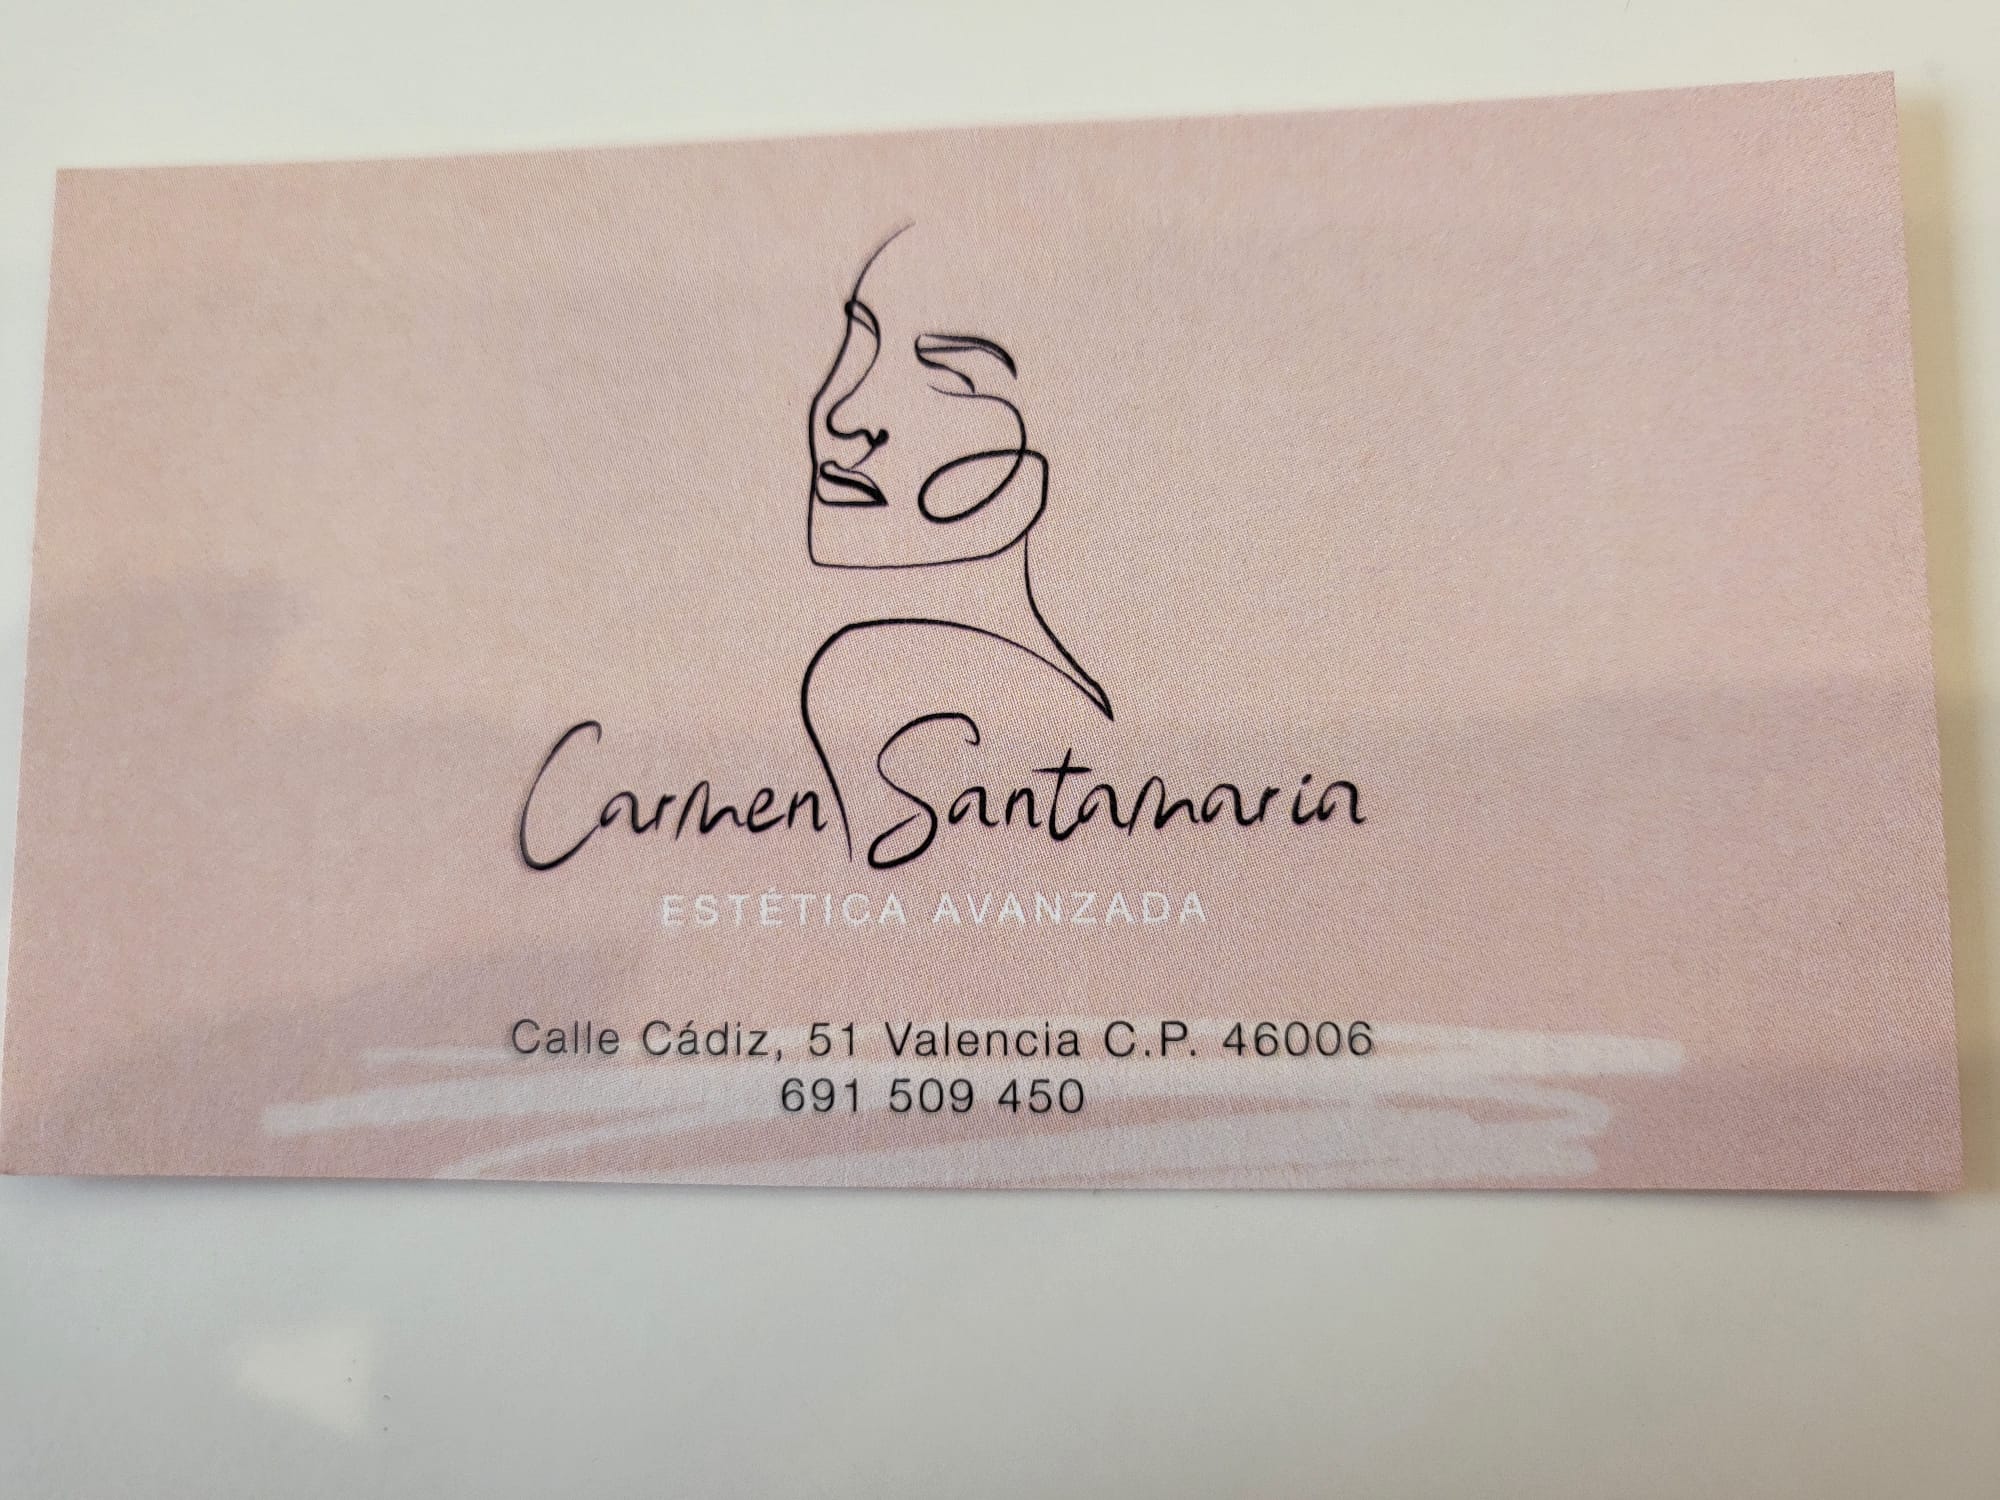 Carmen Santamaria
ESTÉTICA AVANZADA
Calle Cádiz, 51 Valencia C.P. 46006
691 509 450